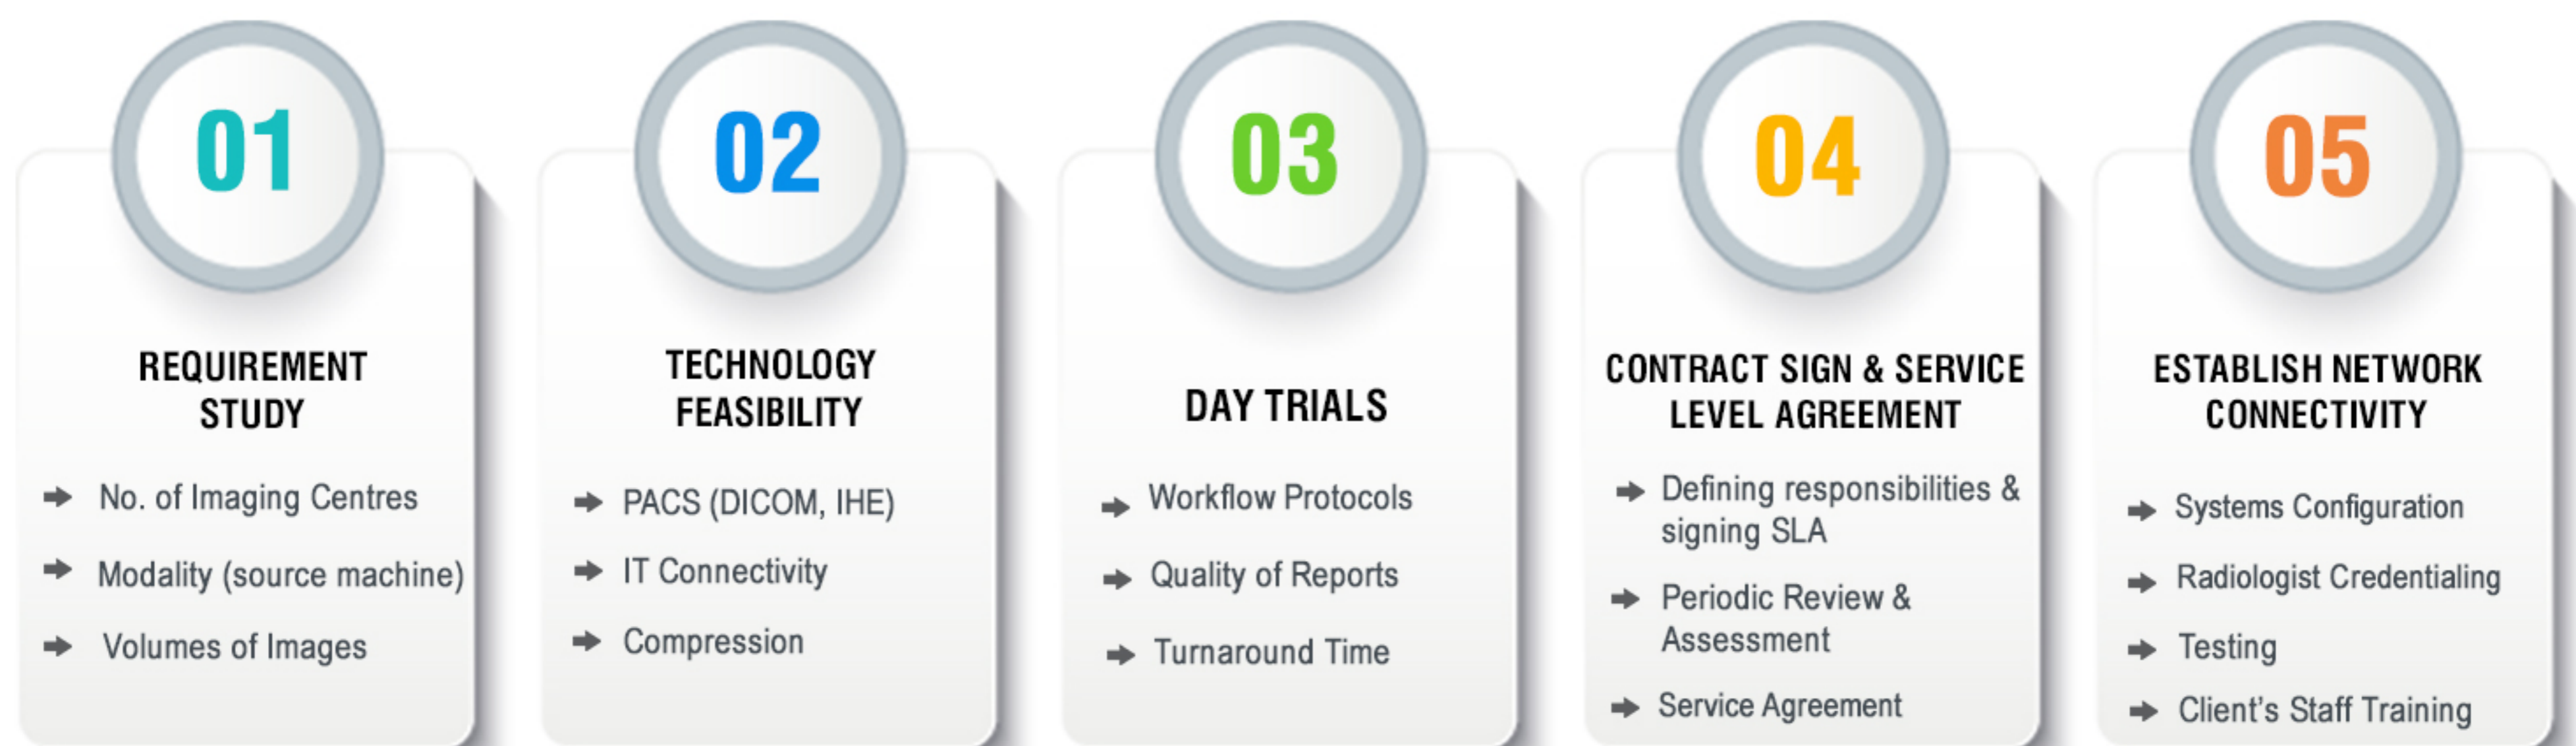 01
REQUIREMENT
STUDY
No. of Imaging Centres
Modality (source machine)
Volumes of Images
02
TECHNOLOGY
FEASIBILITY
PACS (DICOM, IHE)
IT Connectivity
Compression
03
DAY TRIALS
Workflow Protocols
Quality of Reports
Turnaround Time
04
CONTRACT SIGN & SERVICE
LEVEL AGREEMENT
Defining responsibilities &
signing SLA
Periodic Review &
Assessment
Service Agreement
05
ESTABLISH NETWORK
CONNECTIVITY
Systems Configuration
Radiologist Credentialing
Testing
Client's Staff Training